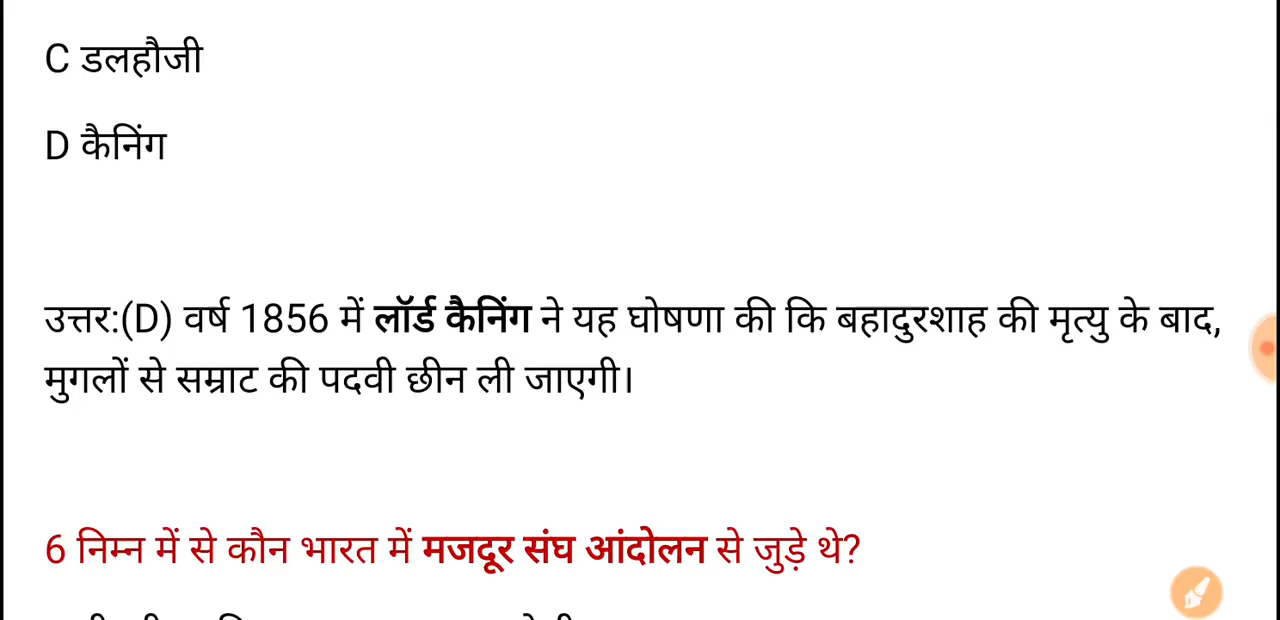 C डलहौजी
D कैनिंग
उत्तर:(D) वर्ष 1856 में लॉर्ड कैनिंग ने यह घोषणा की कि बहादुरशाह की मृत्यु के बाद,
मुगलों से सम्राट की पदवी छीन ली जाएगी।
6 निम्न में से कौन भारत में मजदूर संघ आंदोलन से जुड़े थे?